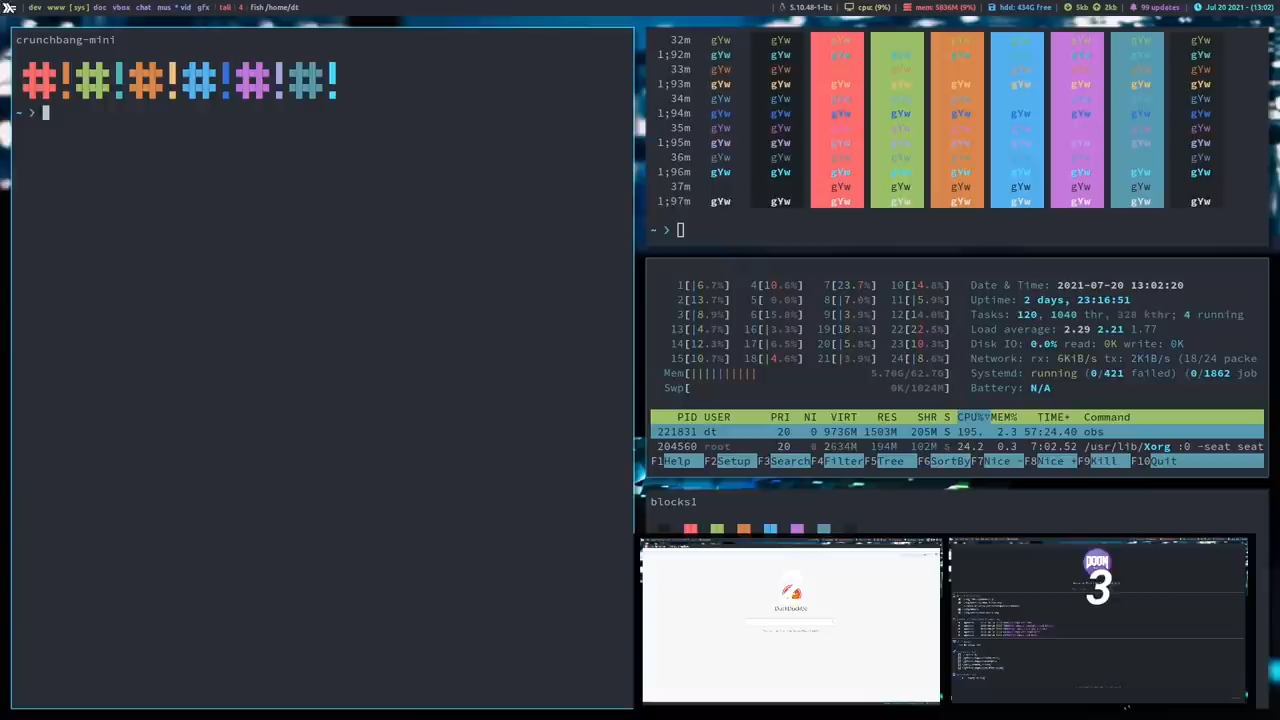 dev www [sys] doc vbox chat mus * vid gfx | tall | 4 | fish /home/dt
5.10.48-1-lts cpu: (9%) mem: 5836M (9%) hdd: 434G free 5kb 2kb 99 updates Jul 20 2021 - (13:02)
crunchbang-mini
#!#!#!#!#!#!
~ >
32m gYw gYw gYw gYw gYw gYw gYw gYw gYw
1;92m gYw gYw gYw gYw gYw gYw gYw gYw gYw
33m gYw gYw gYw gYw gYw gYw gYw gYw gYw
1;93m gYw gYw gYw gYw gYw gYw gYw gYw gYw
34m gYw gYw gYw gYw gYw gYw gYw gYw gYw
1;94m gYw gYw gYw gYw gYw gYw gYw gYw gYw
35m gYw gYw gYw gYw gYw gYw gYw gYw gYw
1;95m gYw gYw gYw gYw gYw gYw gYw gYw gYw
36m gYw gYw gYw gYw gYw gYw gYw gYw gYw
1;96m gYw gYw gYw gYw gYw gYw gYw gYw gYw
37m gYw gYw gYw gYw gYw gYw gYw
1;97m gYw gYw gYw gYw gYw gYw gYw gYw gYw
~ >
1[|6.7%] 4[10.6%] 7[23.7%] 10[14.8%] Date & Time: 2021-07-20 13:02:20
2[13.7%] 5[ 0.0%] 8[|7.0%] 11[|5.9%] Uptime: 2 days, 23:16:51
3[|8.9%] 6[15.8%] 9[|3.9%] 12[14.0%] Tasks: 120, 1040 thr, 328 kthr; 4 running
13[|4.7%] 16[|3.3%] 19[18.3%] 22[22.5%] Load average: 2.29 2.21 1.77
14[12.3%] 17[|6.5%] 20[|5.8%] 23[10.3%] Disk IO: 0.0% read: 0K write: 0K
15[10.7%] 18[|4.6%] 21[|3.9%] 24[|8.6%] Network: rx: 6KiB/s tx: 2KiB/s (18/24 packe
Mem[|||||||||| 5.70G/62.7G] Systemd: running (0/421 failed) (0/1862 job
Swp[ 0K/1024M] Battery: N/A
PID USER PRI NI VIRT RES SHR S CPU%▽MEM% TIME+ Command
221831 dt 20 0 9736M 1503M 205M S 195. 2.3 57:24.40 obs
204560 root 20 0 2634M 194M 102M S 24.2 0.3 7:02.52 /usr/lib/Xorg :0 -seat seat
F1Help F2Setup F3Search F4Filter F5Tree F6SortBy F7Nice - F8Nice + F9Kill F10Quit
blocks1
DuckDuckGo
DOOM
3